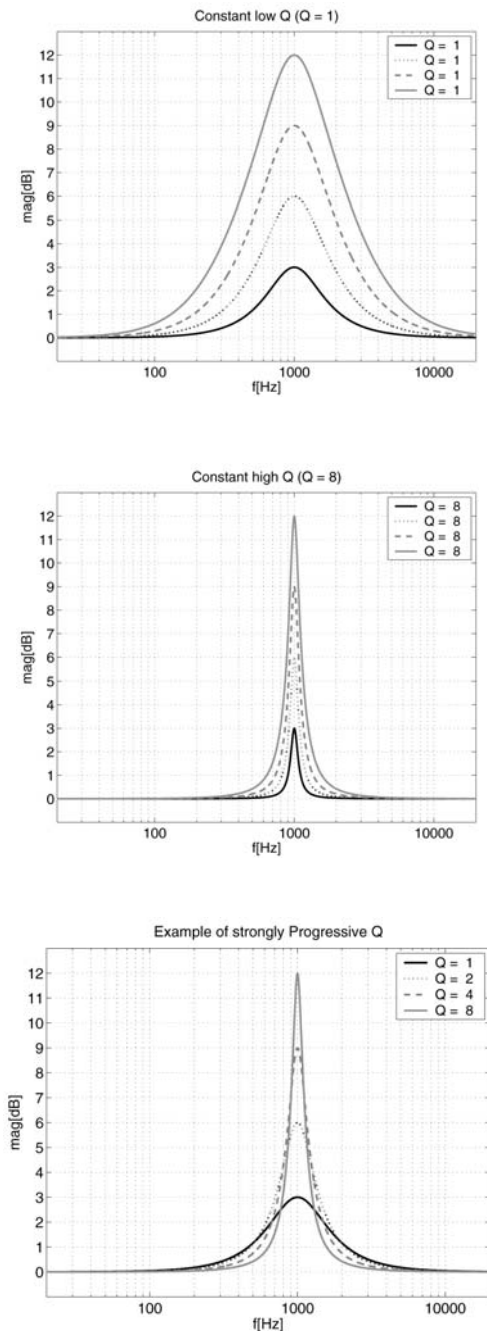 Constant low Q (Q = 1)
Q = 1
Q = 1
Q = 1
Q = 1
12
11
10
9
8
7
6
5
4
3
2
1
0
mag[dB]
100
1000
10000
f[Hz]
Constant high Q (Q = 8)
Q = 8
Q = 8
Q = 8
Q = 8
12
11
10
9
8
7
6
5
4
3
2
1
0
mag[dB]
100
1000
10000
f[Hz]
Example of strongly Progressive Q
Q = 1
Q = 2
Q = 4
Q = 8
12
11
10
9
8
7
6
5
4
3
2
1
0
mag[dB]
100
1000
10000
f[Hz]